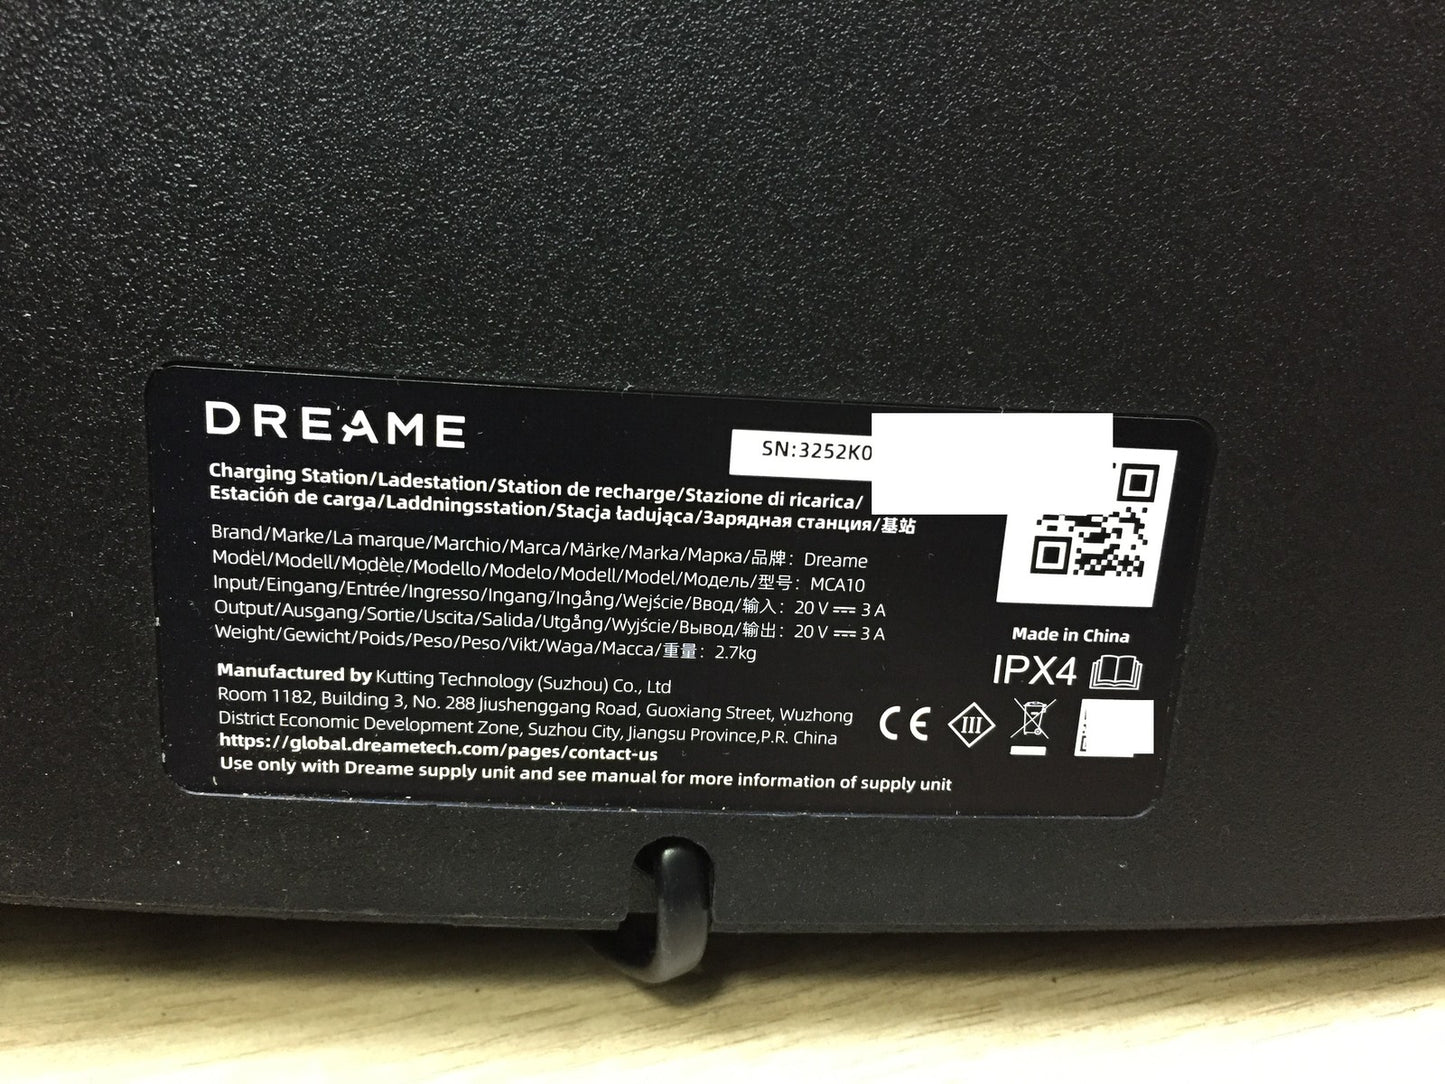 DREAME
SN:3252K0
Charging Station/Ladestation/Station de recharge/Stazione di ricarica/
Estación de carga/Laddningsstation/Stacja ładująca/Зарядная станция/基站
Brand/Marke/La marque/Marchio/Marca/Märke/Marka/Марка/品牌: Dreame
Model/Modell/Modèle/Modello/Modelo/Modell/Model/Модель/型号: MCA10
Input/Eingang/Entrée/Ingresso/Ingang/Ingång/Wejście/Ввод/输入: 20 V ⎓ 3 A
Output/Ausgang/Sortie/Uscita/Salida/Utgång/Wyjście/Вывод/输出: 20 V ⎓ 3 A
Weight/Gewicht/Poids/Peso/Peso/Vikt/Waga/Масса/重量: 2.7kg
Manufactured by Kutting Technology (Suzhou) Co., Ltd
Room 1182, Building 3, No. 288 Jiushenggang Road, Guoxiang Street, Wuzhong
District Economic Development Zone, Suzhou City, Jiangsu Province,P.R. China
https://global.dreametech.com/pages/contact-us
Use only with Dreame supply unit and see manual for more information of supply unit
Made in China
IPX4
CE III